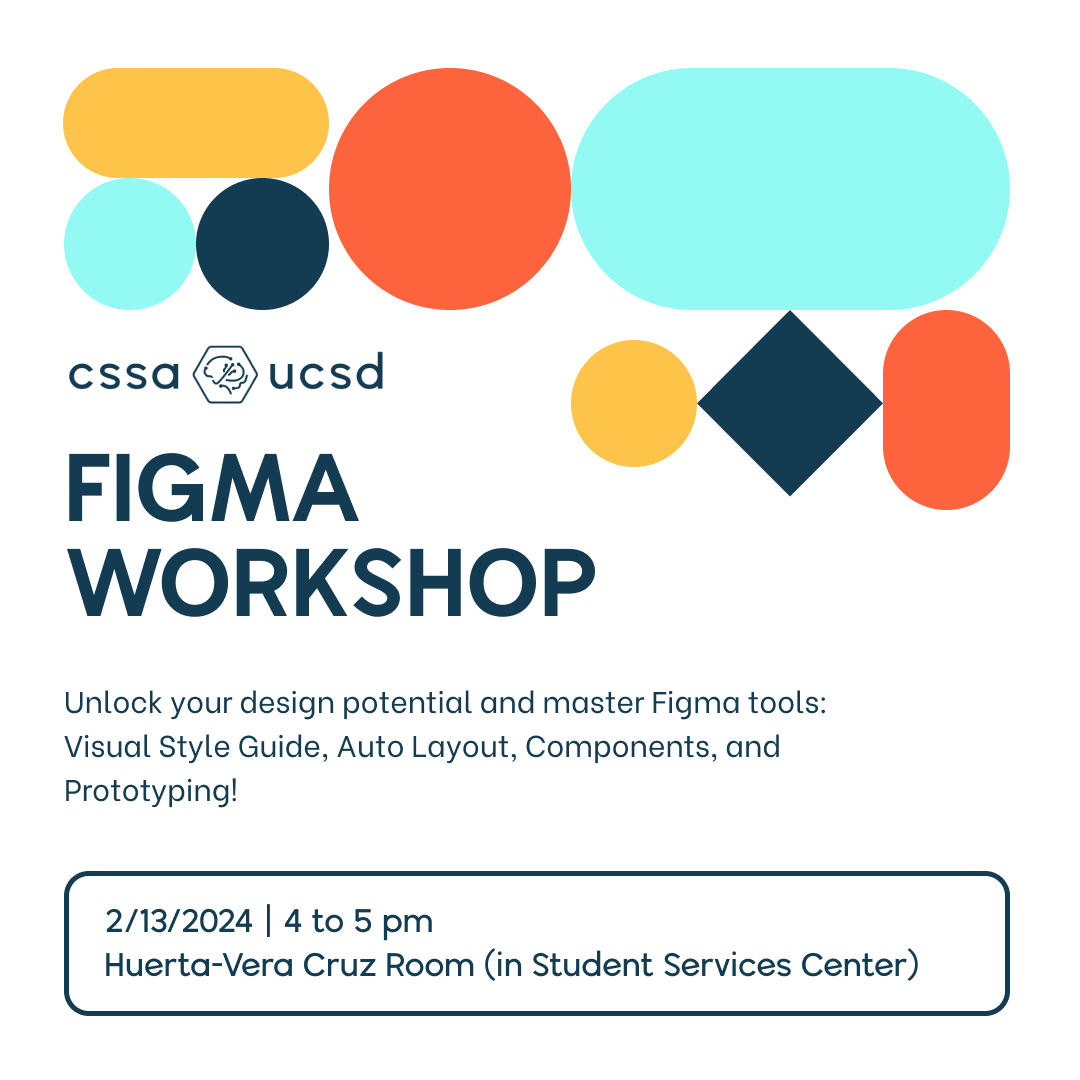 cssa ucsd
FIGMA
WORKSHOP
Unlock your design potential and master Figma tools:
Visual Style Guide, Auto Layout, Components, and
Prototyping!
2/13/2024 | 4 to 5 pm
Huerta-Vera Cruz Room (in Student Services Center)